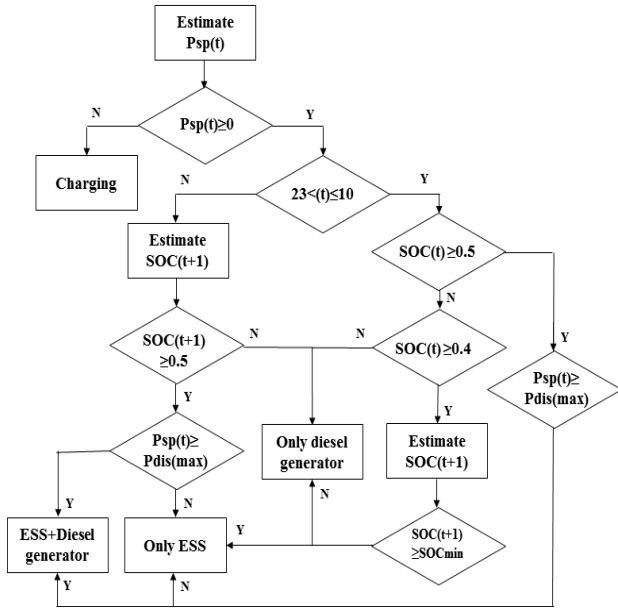 Estimate
Psp(t)
N
Y
Psp(t)≥0
Charging
N
23<(t)≤10
Y
Estimate
SOC(t+1)
SOC(t) ≥0.5
N
SOC(t+1)
≥0.5
N
N
SOC(t) ≥0.4
Y
Y
Psp(t)≥
Pdis(max)
Y
Psp(t)≥
Pdis(max)
Only diesel
generator
Estimate
SOC(t+1)
Y
N
N
ESS+Diesel
generator
Only ESS
Y
SOC(t+1)
≥SOCmin
Y
N